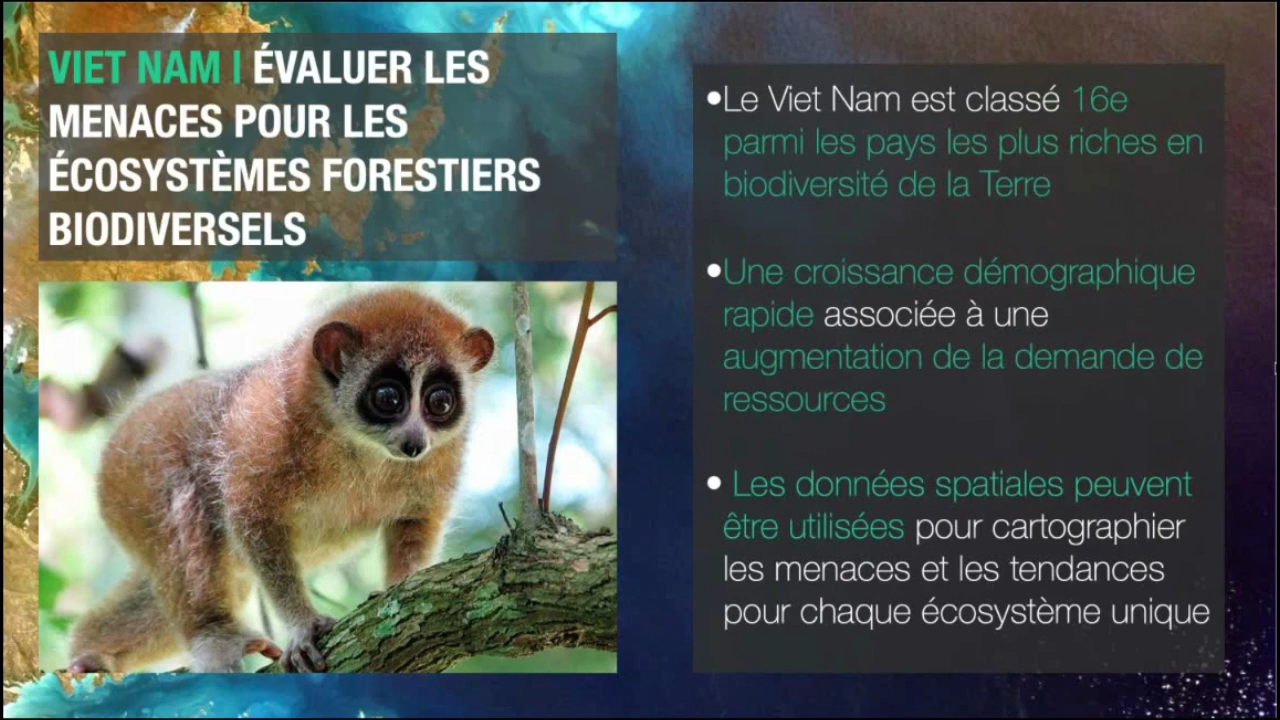 VIET NAM | ÉVALUER LES
MENACES POUR LES
ÉCOSYSTÈMES FORESTIERS
BIODIVERSELS
•Le Viet Nam est classé 16e
parmi les pays les plus riches en
biodiversité de la Terre
•Une croissance démographique
rapide associée à une
augmentation de la demande de
ressources
• Les données spatiales peuvent
être utilisées pour cartographier
les menaces et les tendances
pour chaque écosystème unique